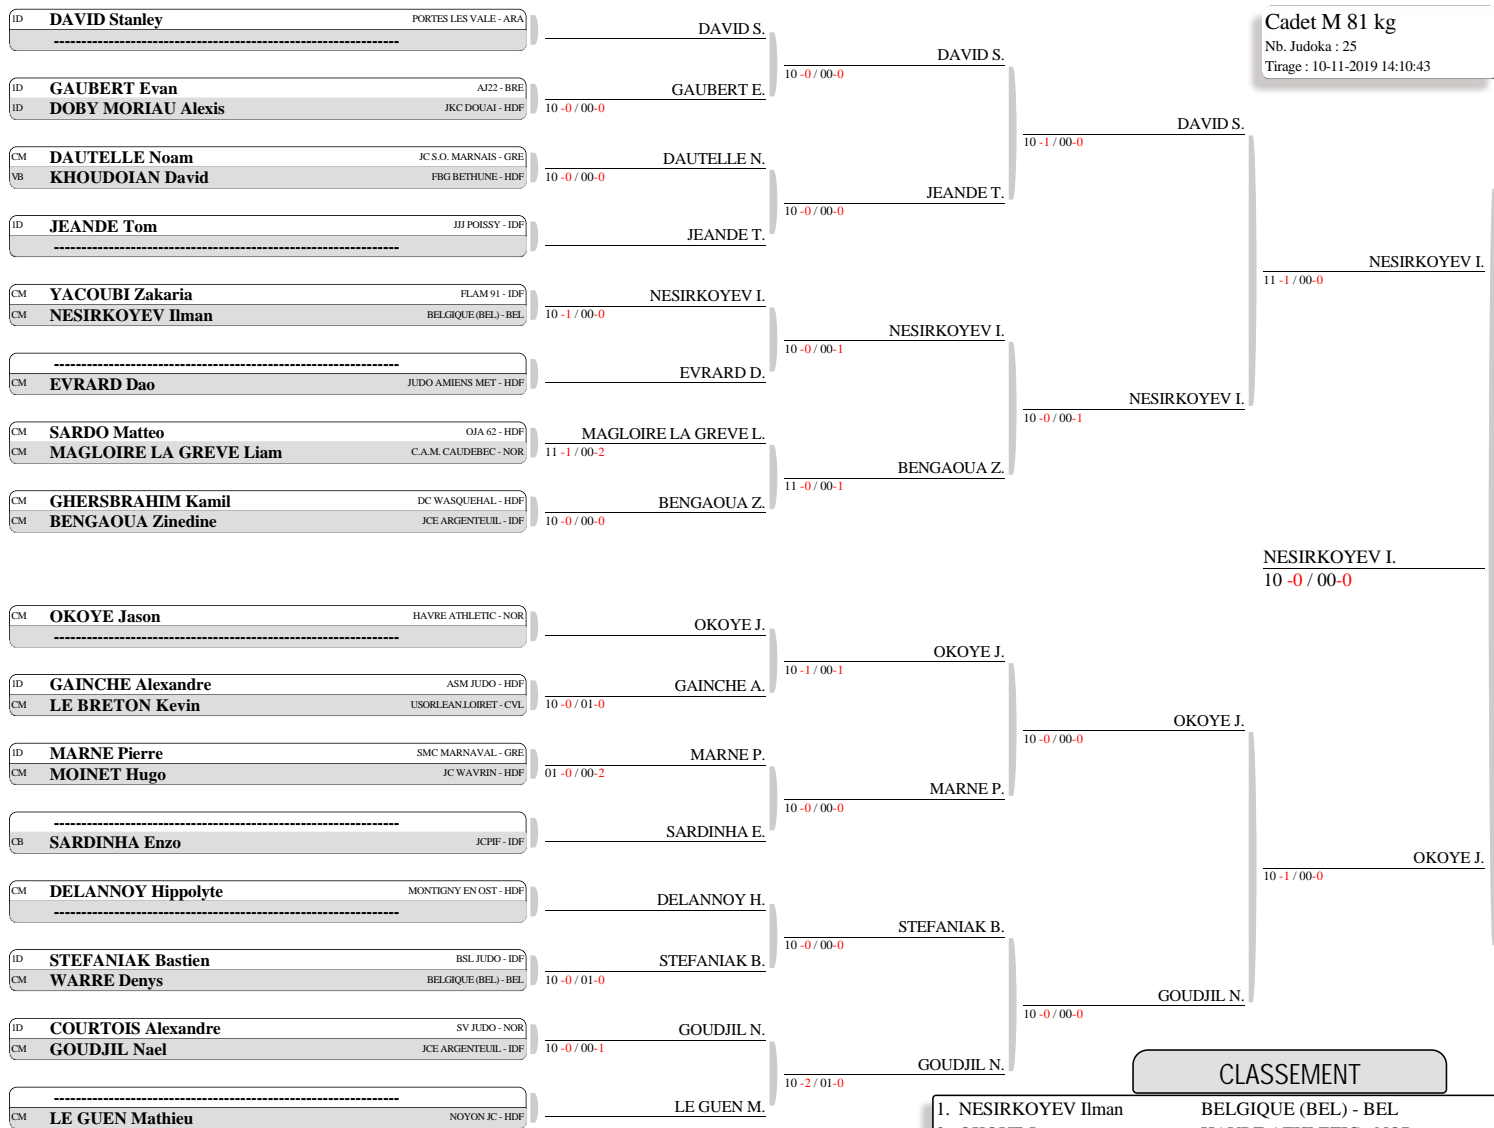 Cadet M 81 kg
Nb. Judoka : 25
Tirage : 10-11-2019 14:10:43
1D DAVID Stanley PORTES LES VALE - ARA
-----------------------------------------------------------------
1D GAUBERT Evan AJ22 - BRE
1D DOBY MORIAU Alexis JKC DOUAI - HDF
CM DAUTELLE Noam JC S.O. MARNAIS - GRE
VB KHOUDOIAN David FBG BETHUNE - HDF
1D JEANDE Tom JJJ POISSY - IDF
-----------------------------------------------------------------
CM YACOUBI Zakaria FLAM 91 - IDF
CM NESIRKOYEV Ilman BELGIQUE (BEL) - BEL
-----------------------------------------------------------------
CM EVRARD Dao JUDO AMIENS MET - HDF
CM SARDO Matteo OJA 62 - HDF
CM MAGLOIRE LA GREVE Liam C.A.M. CAUDEBEC - NOR
CM GHERSBRAHIM Kamil DC WASQUEHAL - HDF
CM BENGAOUA Zinedine JCE ARGENTEUIL - IDF
CM OKOYE Jason HAVRE ATHLETIC - NOR
-----------------------------------------------------------------
1D GAINCHE Alexandre ASM JUDO - HDF
CM LE BRETON Kevin USORLEAN.LOIRET - CVL
1D MARNE Pierre SMC MARNAVAL - GRE
CM MOINET Hugo JC WAVRIN - HDF
-----------------------------------------------------------------
CB SARDINHA Enzo JCPIF - IDF
CM DELANNOY Hippolyte MONTIGNY EN OST - HDF
-----------------------------------------------------------------
1D STEFANIAK Bastien BSL JUDO - IDF
CM WARRE Denys BELGIQUE (BEL) - BEL
1D COURTOIS Alexandre SV JUDO - NOR
CM GOUDJIL Nael JCE ARGENTEUIL - IDF
-----------------------------------------------------------------
CM LE GUEN Mathieu NOYON JC - HDF
DAVID S.
GAUBERT E.
10 -0 / 00-0
DAUTELLE N.
10 -0 / 00-0
JEANDE T.
NESIRKOYEV I.
10 -1 / 00-0
EVRARD D.
MAGLOIRE LA GREVE L.
11 -1 / 00-2
BENGAOUA Z.
10 -0 / 00-0
OKOYE J.
GAINCHE A.
10 -0 / 01-0
MARNE P.
01 -0 / 00-2
SARDINHA E.
DELANNOY H.
STEFANIAK B.
10 -0 / 01-0
GOUDJIL N.
10 -0 / 00-1
LE GUEN M.
DAVID S.
10 -0 / 00-0
JEANDE T.
10 -0 / 00-0
NESIRKOYEV I.
10 -0 / 00-1
BENGAOUA Z.
11 -0 / 00-1
OKOYE J.
10 -1 / 00-1
MARNE P.
10 -0 / 00-0
STEFANIAK B.
10 -0 / 00-0
GOUDJIL N.
10 -2 / 01-0
DAVID S.
10 -1 / 00-0
NESIRKOYEV I.
10 -0 / 00-1
OKOYE J.
10 -0 / 00-0
GOUDJIL N.
10 -0 / 00-0
NESIRKOYEV I.
11 -1 / 00-0
OKOYE J.
10 -1 / 00-0
NESIRKOYEV I.
10 -0 / 00-0
CLASSEMENT
1. NESIRKOYEV Ilman BELGIQUE (BEL) - BEL